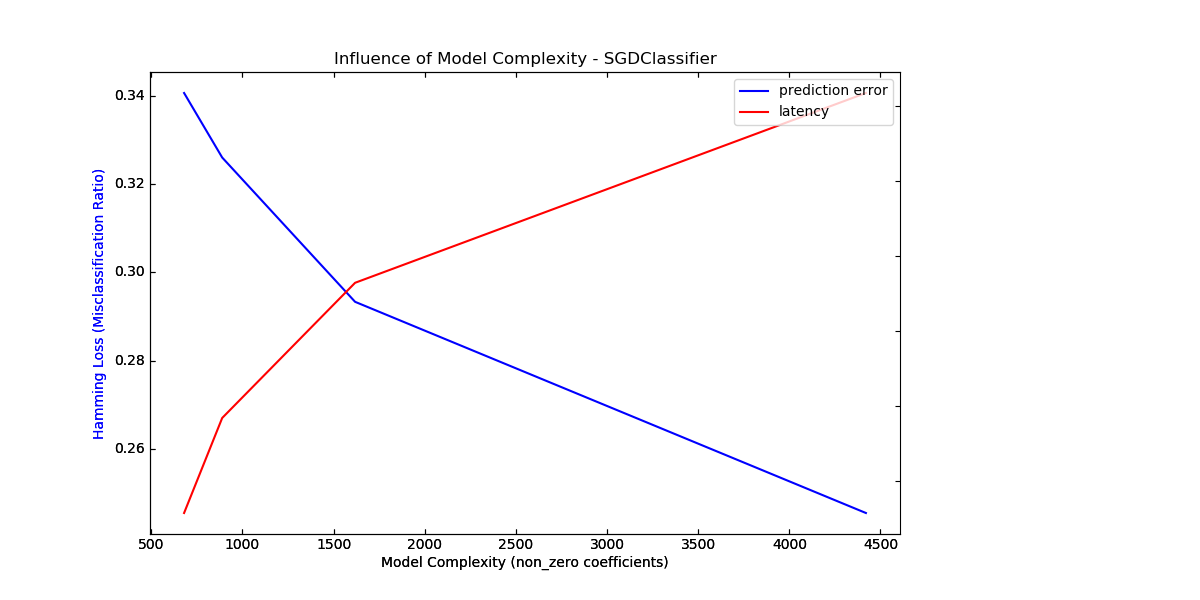 Influence of Model Complexity - SGDClassifier
prediction error
latency
0.34
0.32
0.30
0.28
0.26
Hamming Loss (Misclassification Ratio)
500 1000 1500 2000 2500 3000 3500 4000 4500
Model Complexity (non_zero coefficients)